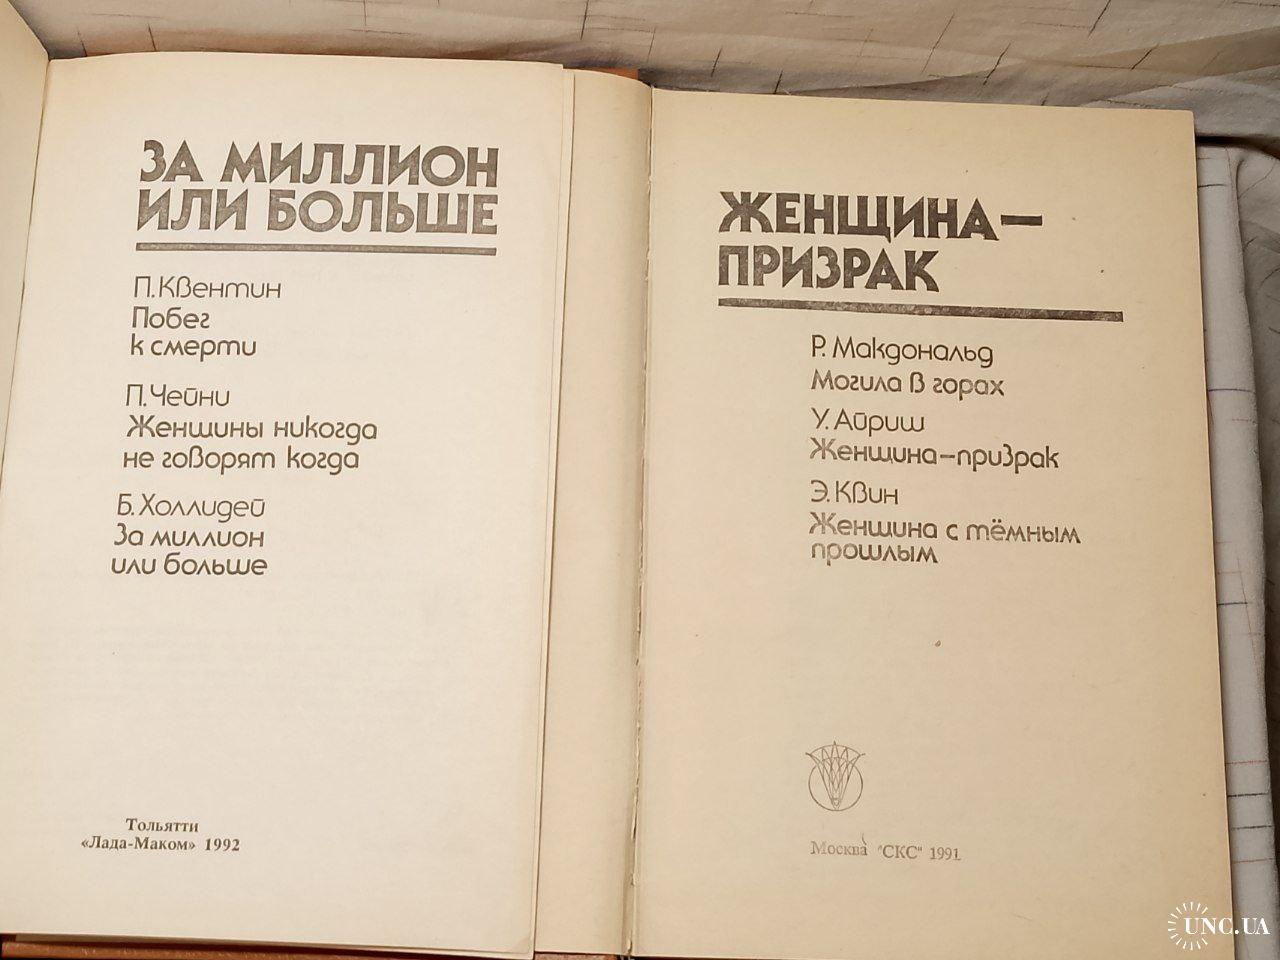 ЗА МИЛЛИОН
ИЛИ БОЛЬШЕ
П. Квентин
Побег
к смерти
П. Чейни
Женщины никогда
не говорят когда
Б. Холлидей
За миллион
или больше
Тольятти
«Лада-Маком» 1992
ЖЕНЩИНА—
ПРИЗРАК
Р. Макдональд
Могила в горах
У. Айриш
Женщина—призрак
Э. Квин
Женщина с тёмным
прошлым
Москва "СКС" 1991
UNC.UA